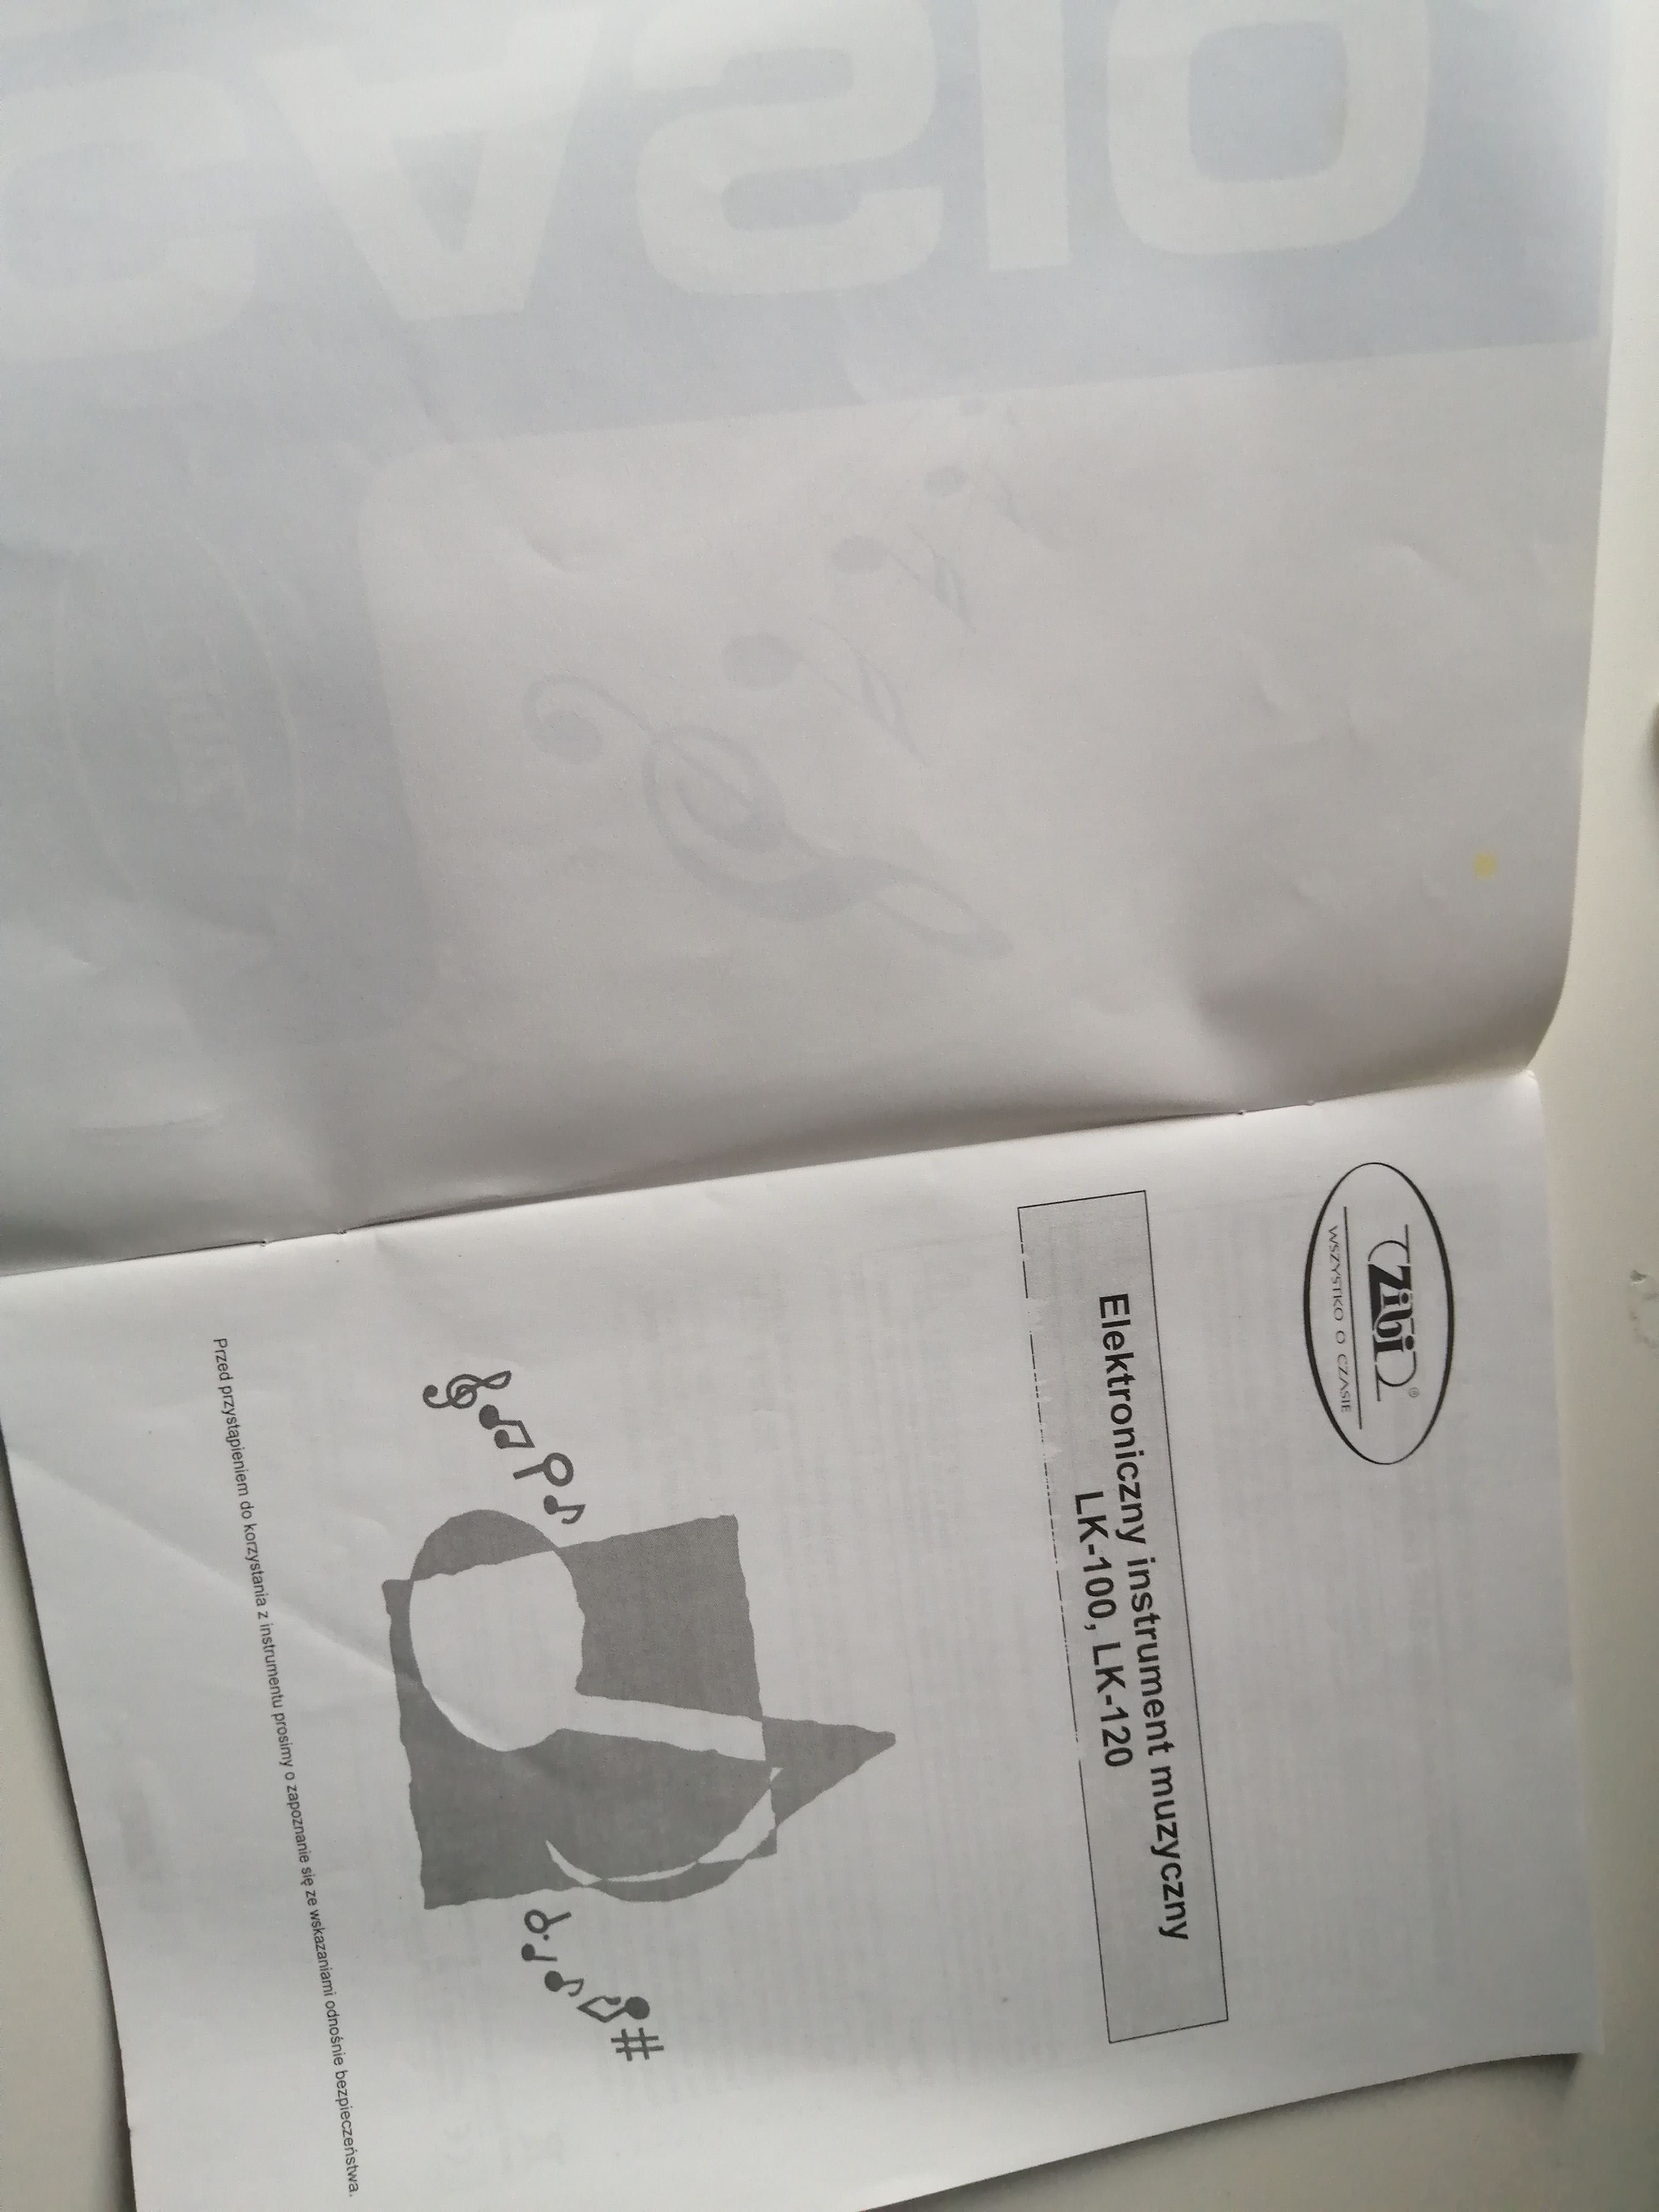 Zibi®
WSZYSTKO O CZASIE
Elektroniczny instrument muzyczny
LK-100, LK-120
Przed przystąpieniem do korzystania z instrumentu prosimy o zapoznanie się ze wskazaniami odnośnie bezpieczeństwa.
CASIO